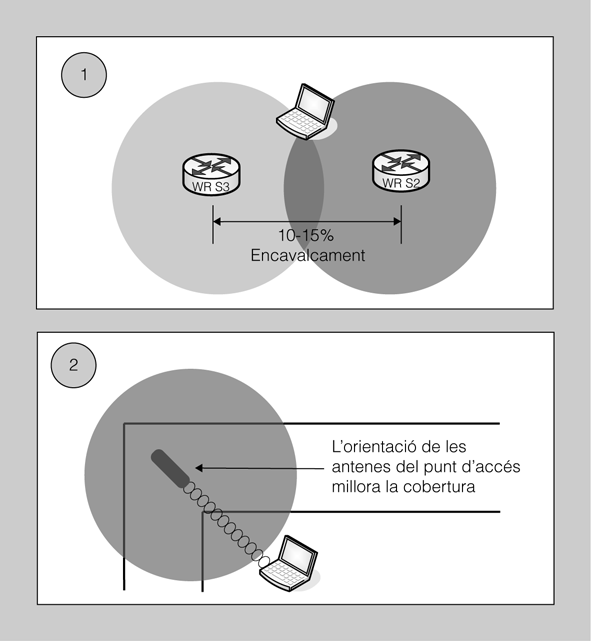 1
WR S3
WR S2
10-15%
Encavalcament
2
L'orientació de les
antenes del punt d'accés
millora la cobertura